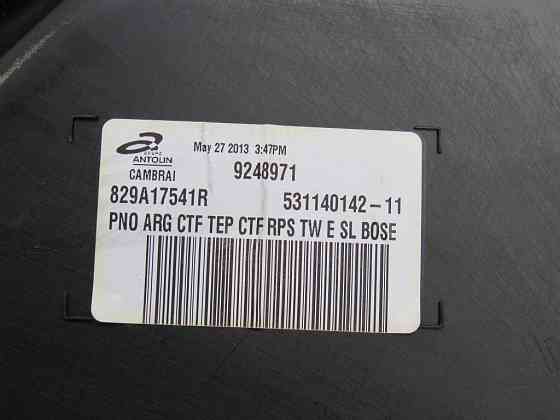 May 27 2013 3:47PM
GRUPO
ANTOLIN
CAMBRAI
9248971
829A17541R 531140142-11
PNO ARG CTF TEP CTF RPS TW E SL BOSE